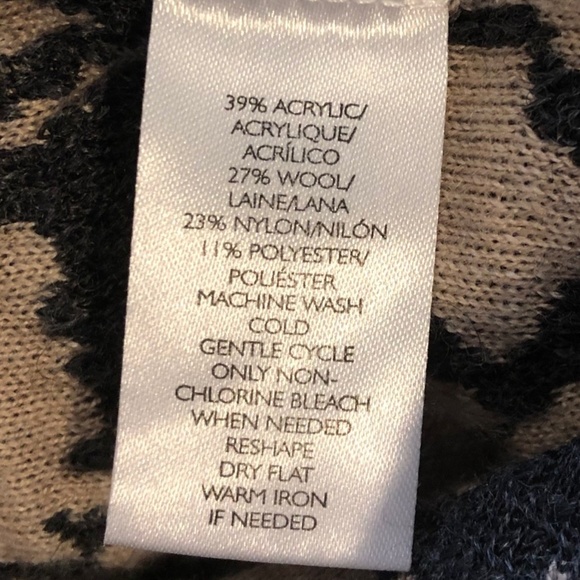 39% ACRYLIC/
ACRYLIQUE/
ACRÍLICO
27% WOOL/
LAINE/LANA
23% NYLON/NILÓN
11% POLYESTER/
POLIÉSTER
MACHINE WASH
COLD
GENTLE CYCLE
ONLY NON-
CHLORINE BLEACH
WHEN NEEDED
RESHAPE
DRY FLAT
WARM IRON
IF NEEDED